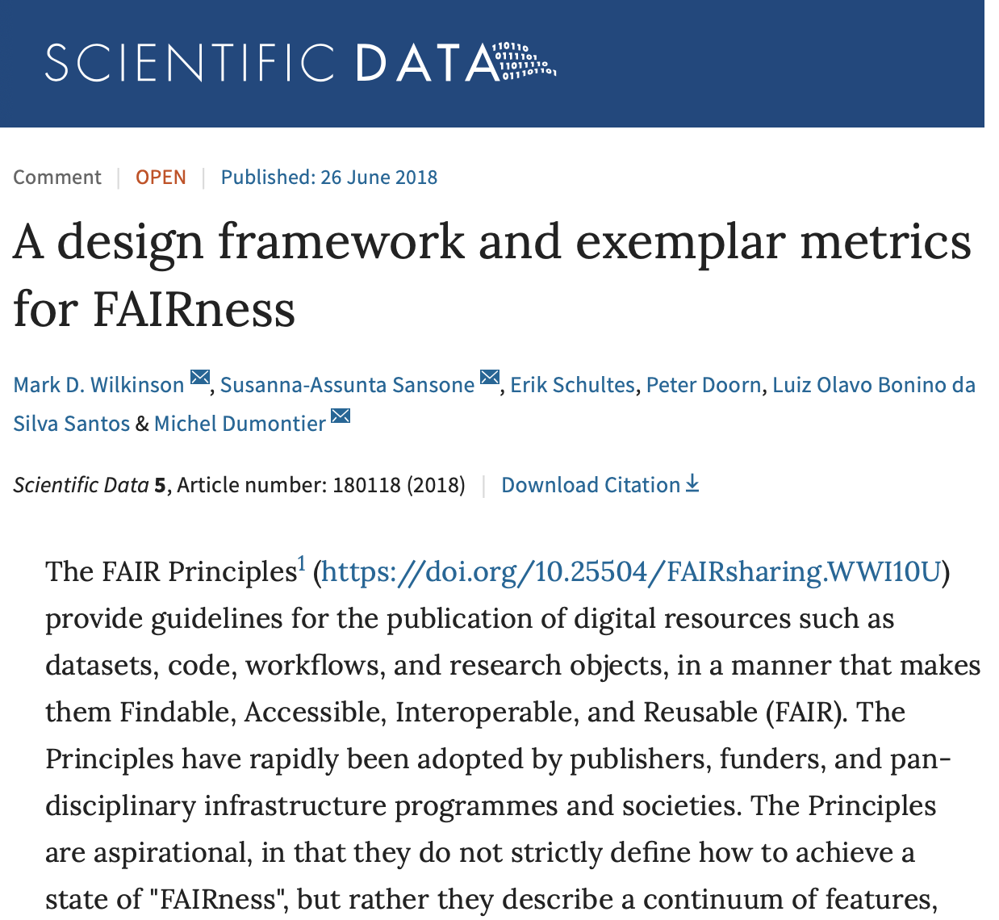 SCIENTIFIC DATA
110110
0111101
11011110
0111101101
Comment | OPEN | Published: 26 June 2018
A design framework and exemplar metrics
for FAIRness
Mark D. Wilkinson, Susanna-Assunta Sansone, Erik Schultes, Peter Doorn, Luiz Olavo Bonino da
Silva Santos & Michel Dumontier
Scientific Data 5, Article number: 180118 (2018) | Download Citation
The FAIR Principles1 (https://doi.org/10.25504/FAIRsharing.WWI10U)
provide guidelines for the publication of digital resources such as
datasets, code, workflows, and research objects, in a manner that makes
them Findable, Accessible, Interoperable, and Reusable (FAIR). The
Principles have rapidly been adopted by publishers, funders, and pan-
disciplinary infrastructure programmes and societies. The Principles
are aspirational, in that they do not strictly define how to achieve a
state of "FAIRness", but rather they describe a continuum of features,